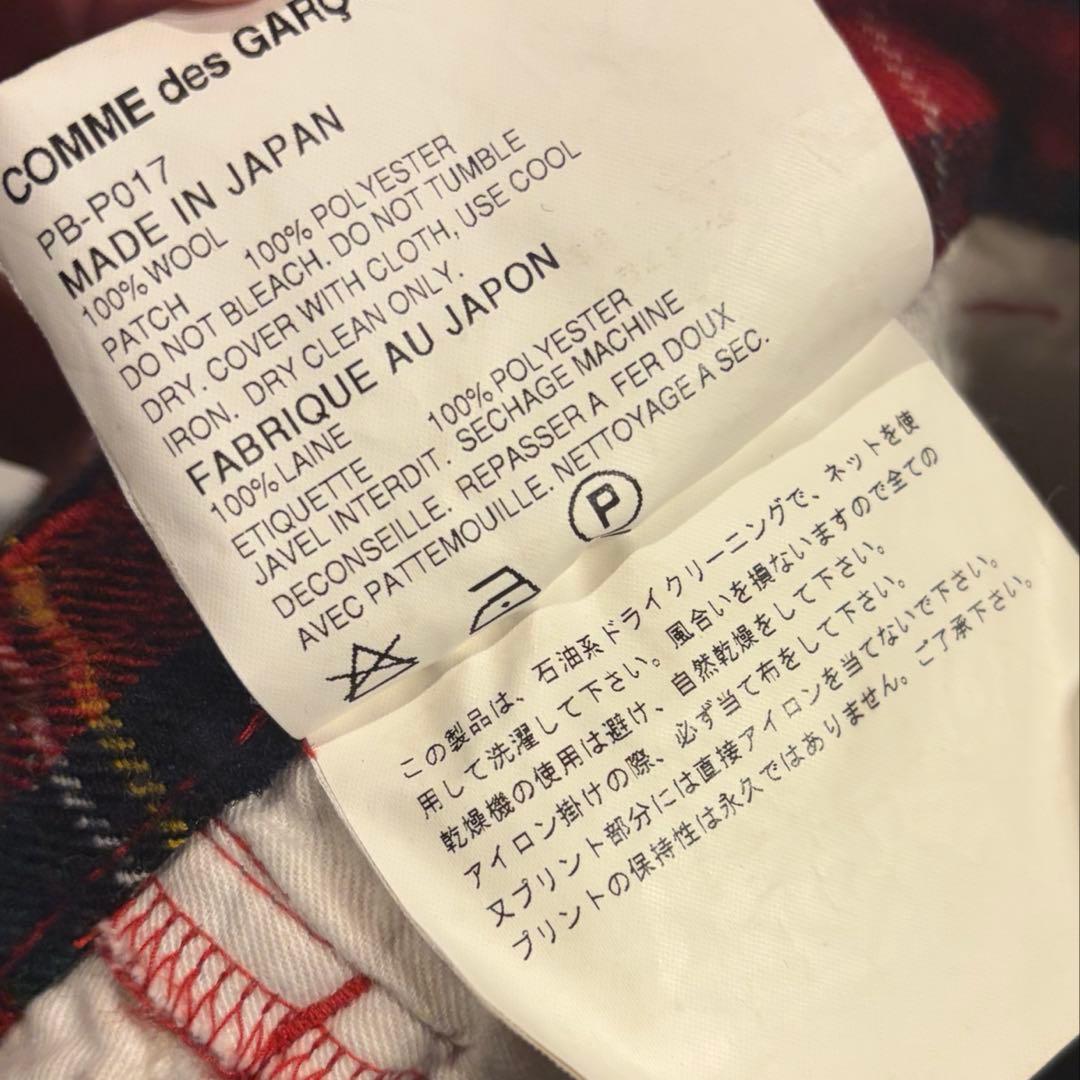 COMME des GARÇ
PB-P017
MADE IN JAPAN
100%WOOL
PATCH 100% POLYESTER
DO NOT BLEACH. DO NOT TUMBLE
DRY. COVER WITH CLOTH, USE COOL
IRON. DRY CLEAN ONLY.
FABRIQUE AU JAPON
100%LAINE
ETIQUETTE 100% POLYESTER
JAVEL INTERDIT. SECHAGE MACHINE
DECONSEILLE. REPASSER A FER DOUX
AVEC PATTEMOUILLE. NETTOYAGE A SEC.
P
この製品は、石油系ドライクリーニングで、ネットを使
用して洗濯して下さい。風合いを損ないますので全ての
乾燥機の使用は避け、自然乾燥をして下さい。
アイロン掛けの際、必ず当て布をして下さい。
又プリント部分には直接アイロンを当てないで下さい。
プリントの保持性は永久ではありません。ご了承下さい。